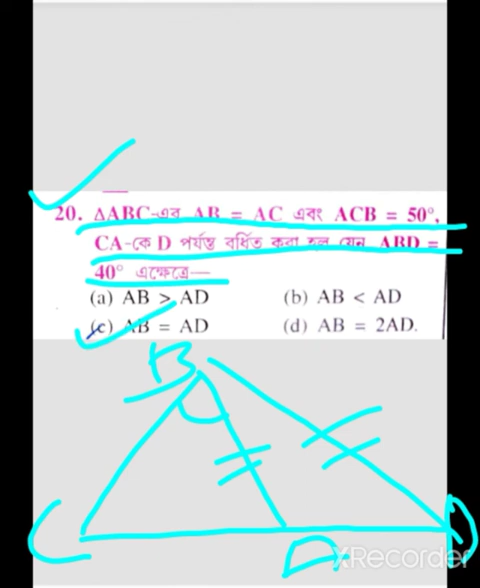 20. ΔABC-এর AB = AC এবং ACB = 50°,
CA-কে D পর্যন্ত বর্ধিত করা হল যেন ABD =
40° এক্ষেত্রে—
(a) AB > AD (b) AB < AD
(c) AB = AD (d) AB = 2AD.
B
C D
XRecorder